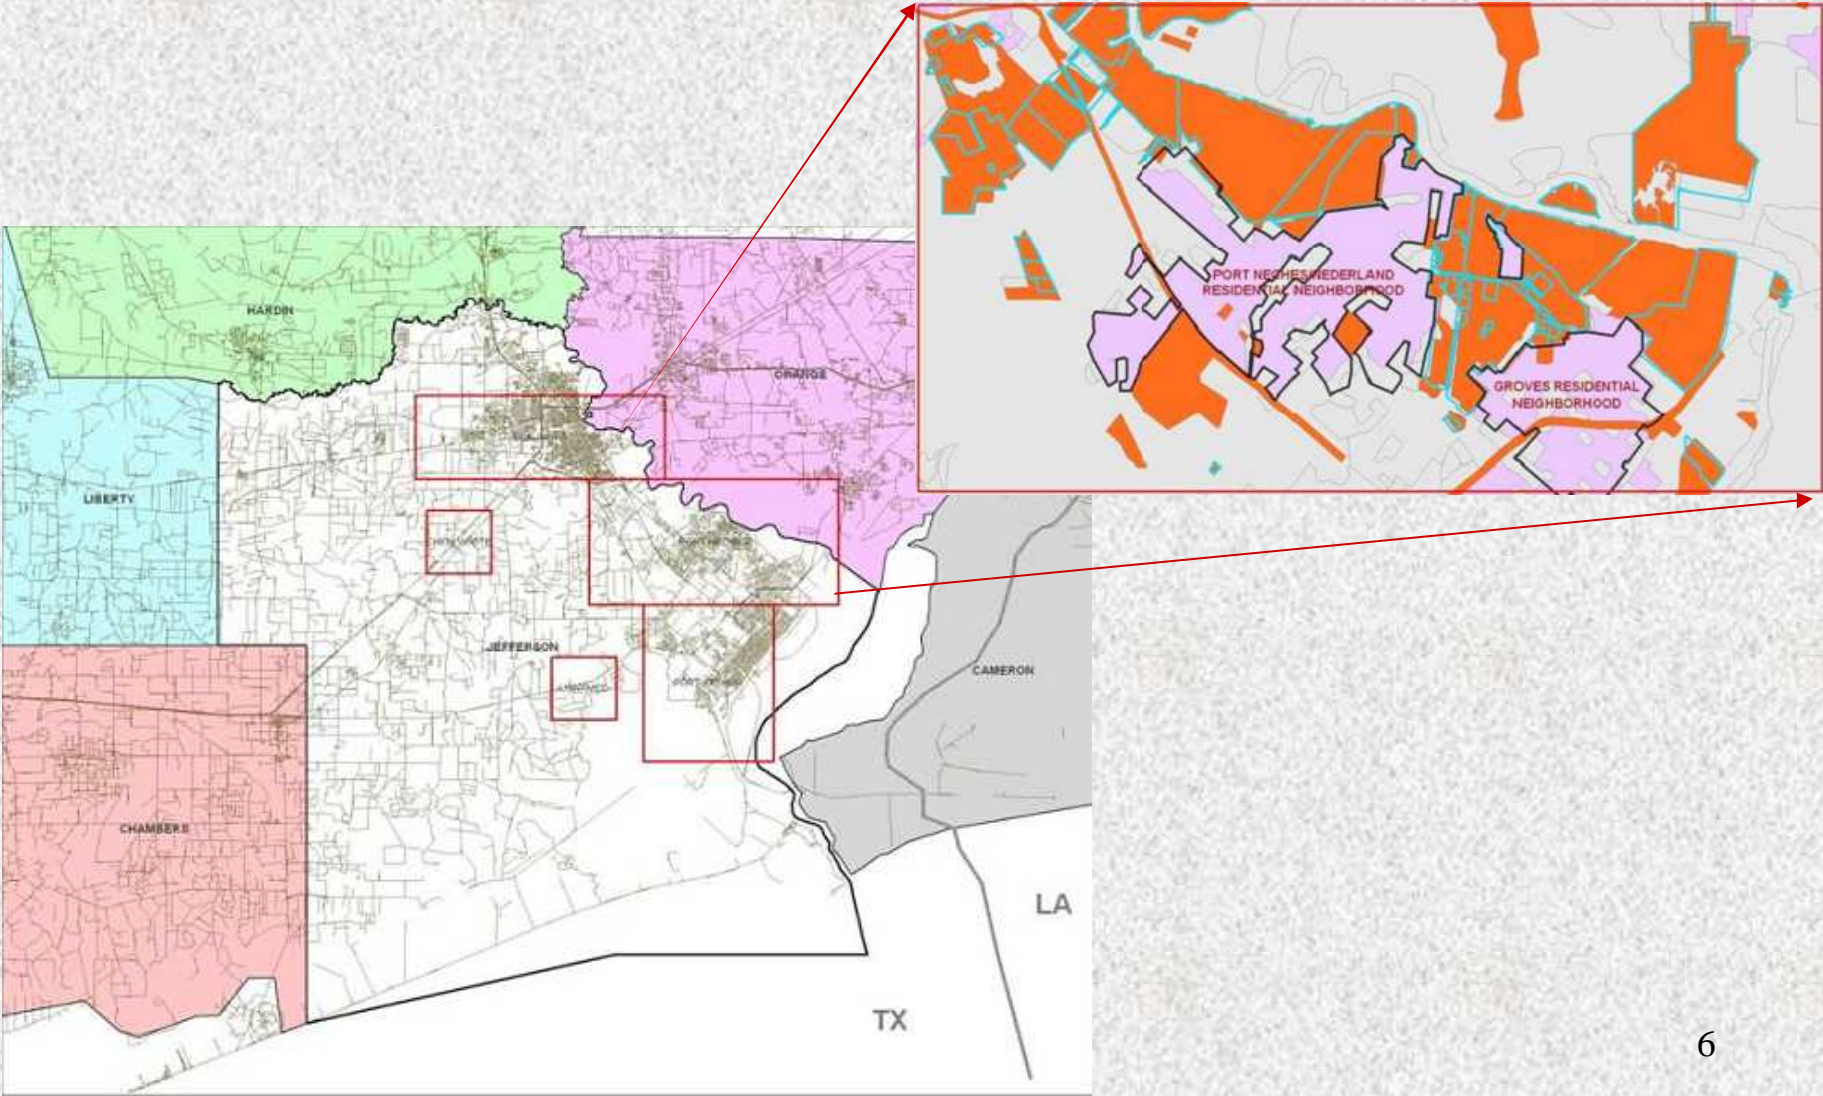 PORT NECHES/NEDERLAND
RESIDENTIAL NEIGHBORHOOD
GROVES RESIDENTIAL
NEIGHBORHOOD
HARDIN
ORANGE
LIBERTY
JEFFERSON
CAMERON
CHAMBERS
LA
TX
6